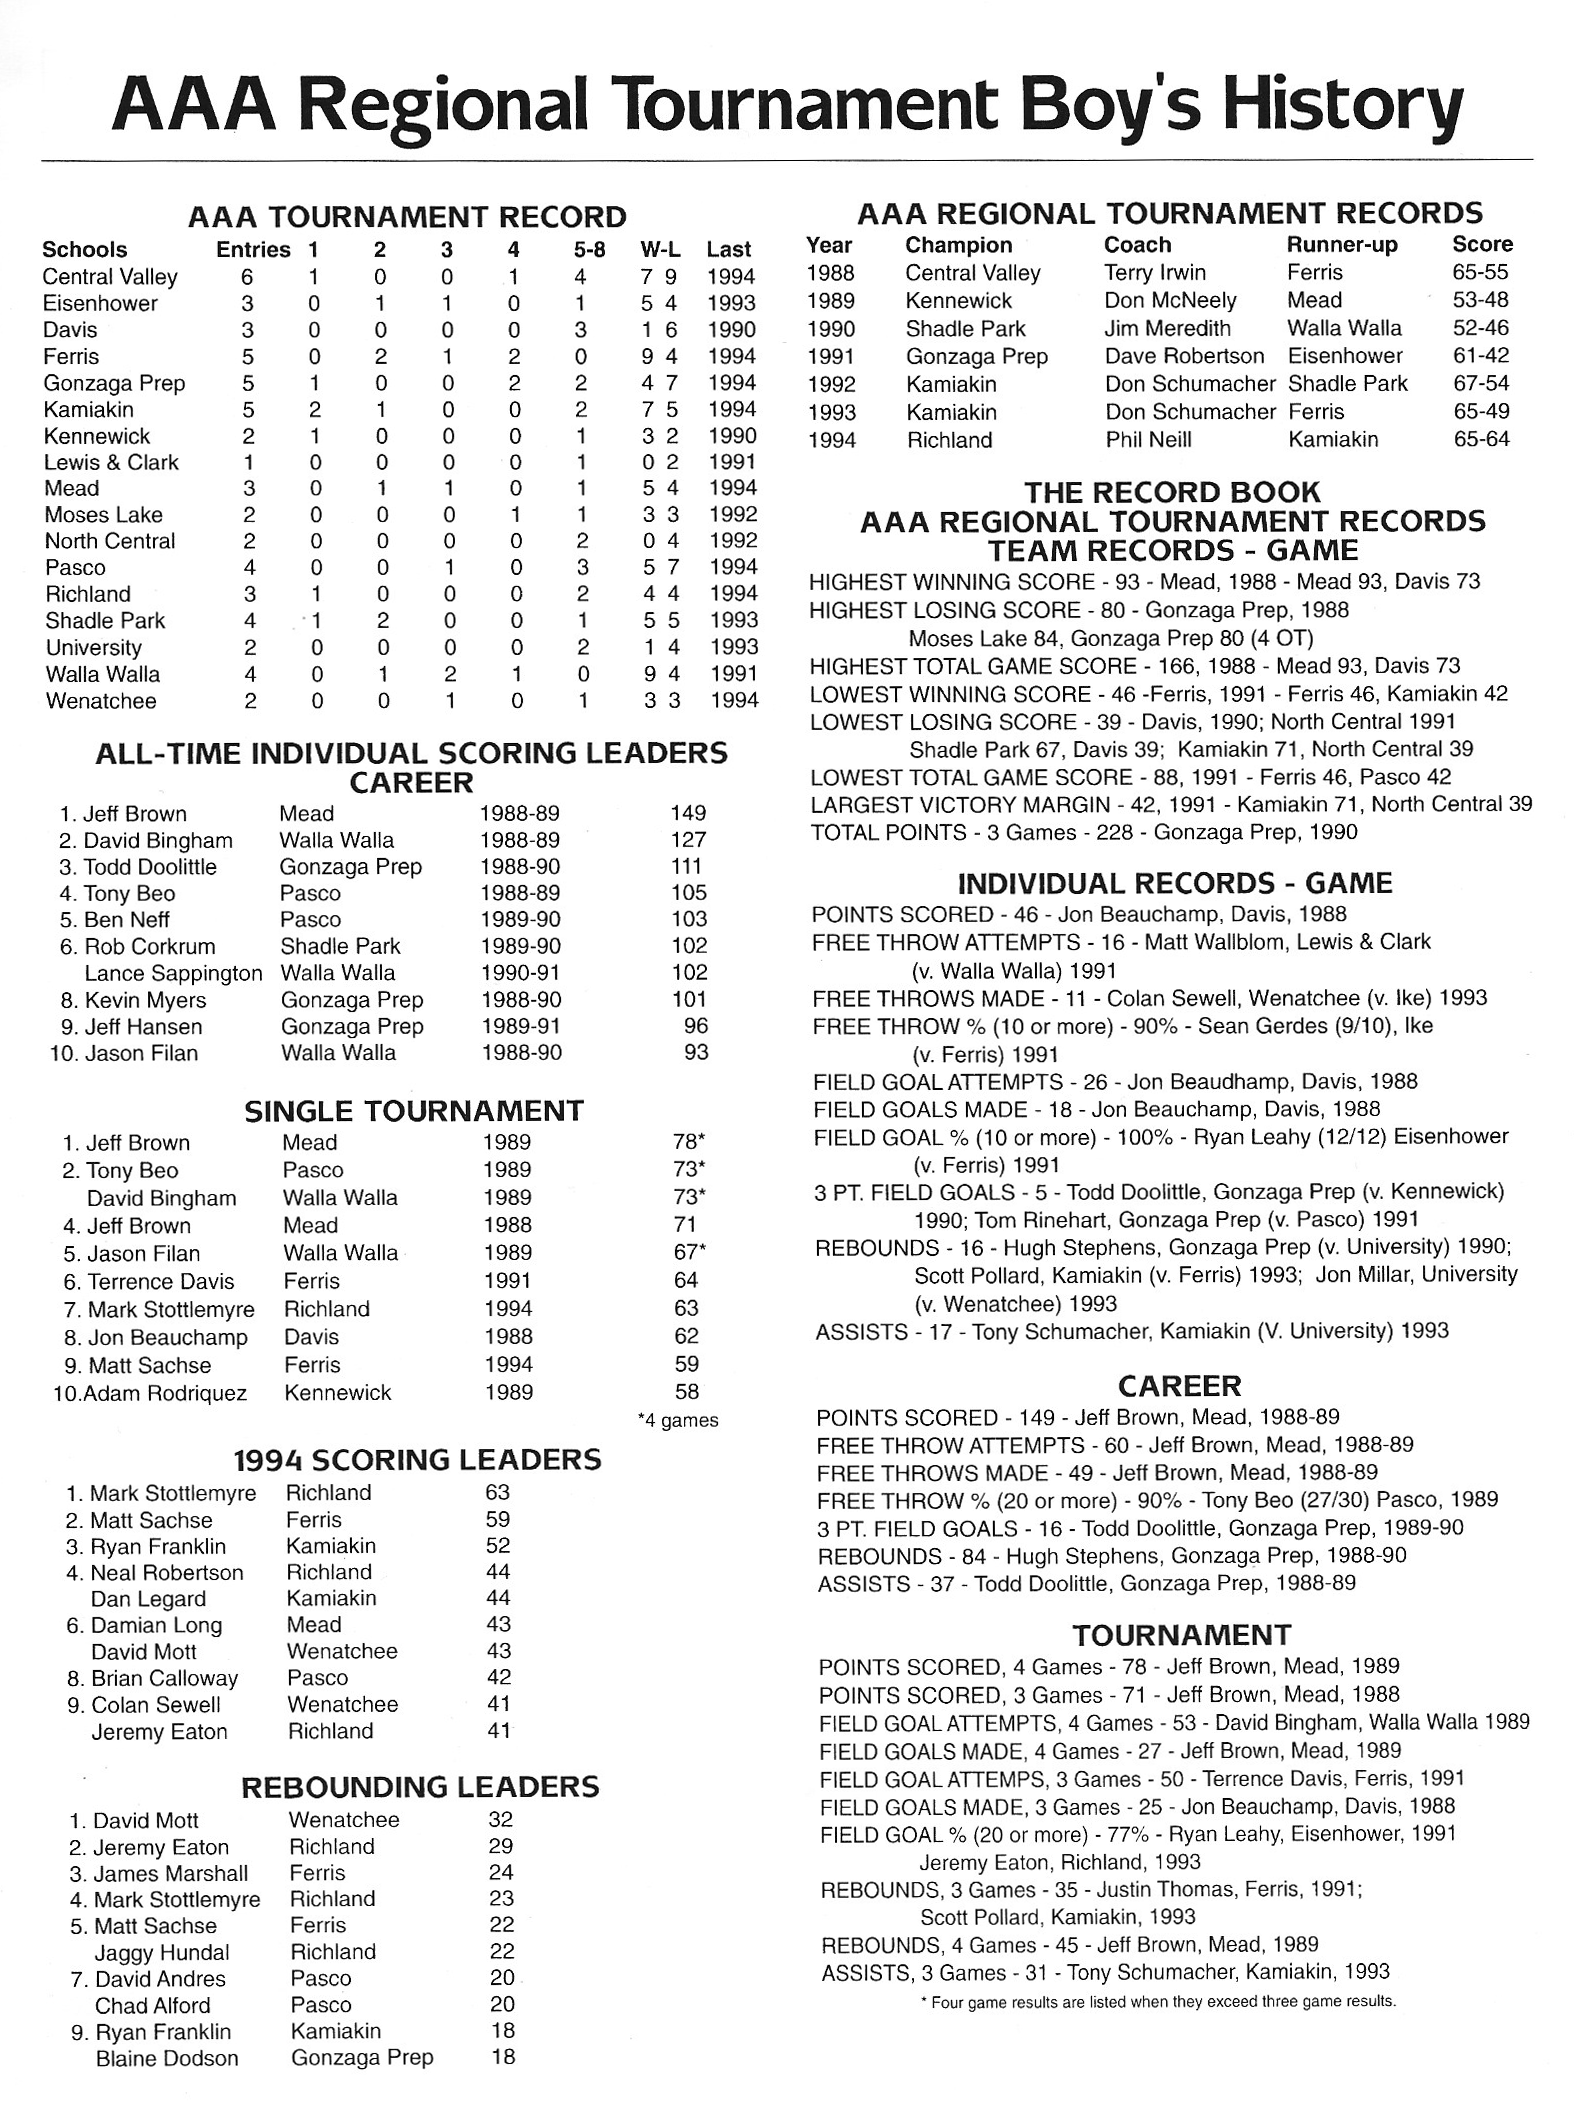 AAA Regional Tournament Boy's History
AAA TOURNAMENT RECORD
Schools Entries 1 2 3 4 5-8 W-L Last
Central Valley 6 1 0 0 1 4 7 9 1994
Eisenhower 3 0 1 1 0 1 5 4 1993
Davis 3 0 0 0 0 3 1 6 1990
Ferris 5 0 2 1 2 0 9 4 1994
Gonzaga Prep 5 1 0 0 2 2 4 7 1994
Kamiakin 5 2 1 0 0 2 7 5 1994
Kennewick 2 1 0 0 0 1 3 2 1990
Lewis & Clark 1 0 0 0 0 1 0 2 1991
Mead 3 0 1 1 0 1 5 4 1994
Moses Lake 2 0 0 0 1 1 3 3 1992
North Central 2 0 0 0 0 2 0 4 1992
Pasco 4 0 0 1 0 3 5 7 1994
Richland 3 1 0 0 0 2 4 4 1994
Shadle Park 4 1 2 0 0 1 5 5 1993
University 2 0 0 0 0 2 1 4 1993
Walla Walla 4 0 1 2 1 0 9 4 1991
Wenatchee 2 0 0 1 0 1 3 3 1994
ALL-TIME INDIVIDUAL SCORING LEADERS
CAREER
1. Jeff Brown Mead 1988-89 149
2. David Bingham Walla Walla 1988-89 127
3. Todd Doolittle Gonzaga Prep 1988-90 111
4. Tony Beo Pasco 1988-89 105
5. Ben Neff Pasco 1989-90 103
6. Rob Corkrum Shadle Park 1989-90 102
Lance Sappington Walla Walla 1990-91 102
8. Kevin Myers Gonzaga Prep 1988-90 101
9. Jeff Hansen Gonzaga Prep 1989-91 96
10. Jason Filan Walla Walla 1988-90 93
SINGLE TOURNAMENT
1. Jeff Brown Mead 1989 78*
2. Tony Beo Pasco 1989 73*
David Bingham Walla Walla 1989 73*
4. Jeff Brown Mead 1988 71
5. Jason Filan Walla Walla 1989 67*
6. Terrence Davis Ferris 1991 64
7. Mark Stottlemyre Richland 1994 63
8. Jon Beauchamp Davis 1988 62
9. Matt Sachse Ferris 1994 59
10.Adam Rodriquez Kennewick 1989 58
*4 games
1994 SCORING LEADERS
1. Mark Stottlemyre Richland 63
2. Matt Sachse Ferris 59
3. Ryan Franklin Kamiakin 52
4. Neal Robertson Richland 44
Dan Legard Kamiakin 44
6. Damian Long Mead 43
David Mott Wenatchee 43
8. Brian Calloway Pasco 42
9. Colan Sewell Wenatchee 41
Jeremy Eaton Richland 41
REBOUNDING LEADERS
1. David Mott Wenatchee 32
2. Jeremy Eaton Richland 29
3. James Marshall Ferris 24
4. Mark Stottlemyre Richland 23
5. Matt Sachse Ferris 22
Jaggy Hundal Richland 22
7. David Andres Pasco 20
Chad Alford Pasco 20
9. Ryan Franklin Kamiakin 18
Blaine Dodson Gonzaga Prep 18
AAA REGIONAL TOURNAMENT RECORDS
Year Champion Coach Runner-up Score
1988 Central Valley Terry Irwin Ferris 65-55
1989 Kennewick Don McNeely Mead 53-48
1990 Shadle Park Jim Meredith Walla Walla 52-46
1991 Gonzaga Prep Dave Robertson Eisenhower 61-42
1992 Kamiakin Don Schumacher Shadle Park 67-54
1993 Kamiakin Don Schumacher Ferris 65-49
1994 Richland Phil Neill Kamiakin 65-64
THE RECORD BOOK
AAA REGIONAL TOURNAMENT RECORDS
TEAM RECORDS - GAME
HIGHEST WINNING SCORE - 93 - Mead, 1988 - Mead 93, Davis 73
HIGHEST LOSING SCORE - 80 - Gonzaga Prep, 1988
Moses Lake 84, Gonzaga Prep 80 (4 OT)
HIGHEST TOTAL GAME SCORE - 166, 1988 - Mead 93, Davis 73
LOWEST WINNING SCORE - 46 -Ferris, 1991 - Ferris 46, Kamiakin 42
LOWEST LOSING SCORE - 39 - Davis, 1990; North Central 1991
Shadle Park 67, Davis 39; Kamiakin 71, North Central 39
LOWEST TOTAL GAME SCORE - 88, 1991 - Ferris 46, Pasco 42
LARGEST VICTORY MARGIN - 42, 1991 - Kamiakin 71, North Central 39
TOTAL POINTS - 3 Games - 228 - Gonzaga Prep, 1990
INDIVIDUAL RECORDS - GAME
POINTS SCORED - 46 - Jon Beauchamp, Davis, 1988
FREE THROW ATTEMPTS - 16 - Matt Wallblom, Lewis & Clark
(v. Walla Walla) 1991
FREE THROWS MADE - 11 - Colan Sewell, Wenatchee (v. Ike) 1993
FREE THROW % (10 or more) - 90% - Sean Gerdes (9/10), Ike
(v. Ferris) 1991
FIELD GOAL ATTEMPTS - 26 - Jon Beaudhamp, Davis, 1988
FIELD GOALS MADE - 18 - Jon Beauchamp, Davis, 1988
FIELD GOAL % (10 or more) - 100% - Ryan Leahy (12/12) Eisenhower
(v. Ferris) 1991
3 PT. FIELD GOALS - 5 - Todd Doolittle, Gonzaga Prep (v. Kennewick)
1990; Tom Rinehart, Gonzaga Prep (v. Pasco) 1991
REBOUNDS - 16 - Hugh Stephens, Gonzaga Prep (v. University) 1990;
Scott Pollard, Kamiakin (v. Ferris) 1993; Jon Millar, University
(v. Wenatchee) 1993
ASSISTS - 17 - Tony Schumacher, Kamiakin (V. University) 1993
CAREER
POINTS SCORED - 149 - Jeff Brown, Mead, 1988-89
FREE THROW ATTEMPTS - 60 - Jeff Brown, Mead, 1988-89
FREE THROWS MADE - 49 - Jeff Brown, Mead, 1988-89
FREE THROW % (20 or more) - 90% - Tony Beo (27/30) Pasco, 1989
3 PT. FIELD GOALS - 16 - Todd Doolittle, Gonzaga Prep, 1989-90
REBOUNDS - 84 - Hugh Stephens, Gonzaga Prep, 1988-90
ASSISTS - 37 - Todd Doolittle, Gonzaga Prep, 1988-89
TOURNAMENT
POINTS SCORED, 4 Games - 78 - Jeff Brown, Mead, 1989
POINTS SCORED, 3 Games - 71 - Jeff Brown, Mead, 1988
FIELD GOAL ATTEMPTS, 4 Games - 53 - David Bingham, Walla Walla 1989
FIELD GOALS MADE, 4 Games - 27 - Jeff Brown, Mead, 1989
FIELD GOAL ATTEMPS, 3 Games - 50 - Terrence Davis, Ferris, 1991
FIELD GOALS MADE, 3 Games - 25 - Jon Beauchamp, Davis, 1988
FIELD GOAL % (20 or more) - 77% - Ryan Leahy, Eisenhower, 1991
Jeremy Eaton, Richland, 1993
REBOUNDS, 3 Games - 35 - Justin Thomas, Ferris, 1991;
Scott Pollard, Kamiakin, 1993
REBOUNDS, 4 Games - 45 - Jeff Brown, Mead, 1989
ASSISTS, 3 Games - 31 - Tony Schumacher, Kamiakin, 1993
* Four game results are listed when they exceed three game results.